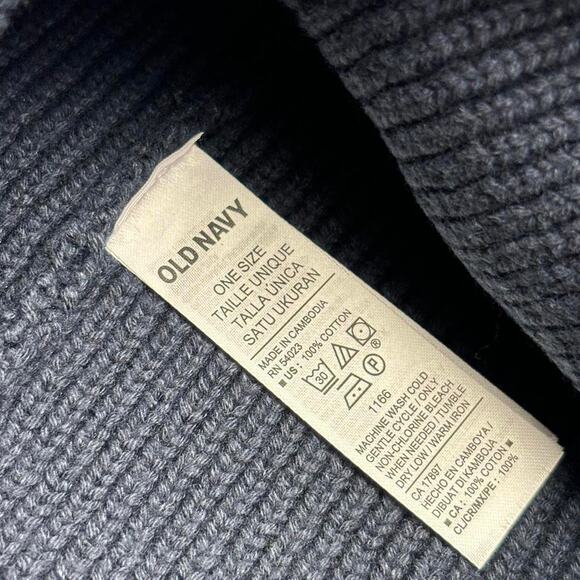 OLD NAVY
ONE SIZE
TAILLE UNIQUE
TALLA ÚNICA
SATU UKURAN
MADE IN CAMBODIA
RN 54023
■ US : 100% COTTON
30
F
1166
MACHINE WASH COLD
GENTLE CYCLE / ONLY
NON-CHLORINE BLEACH
WHEN NEEDED / TUMBLE
DRY LOW / WARM IRON
CA 17897
HECHO EN CAMBOYA /
DIBUAT DI KAMBOJA
■ CA : 100% COTON ■
CL/CR/MX/PE : 100%